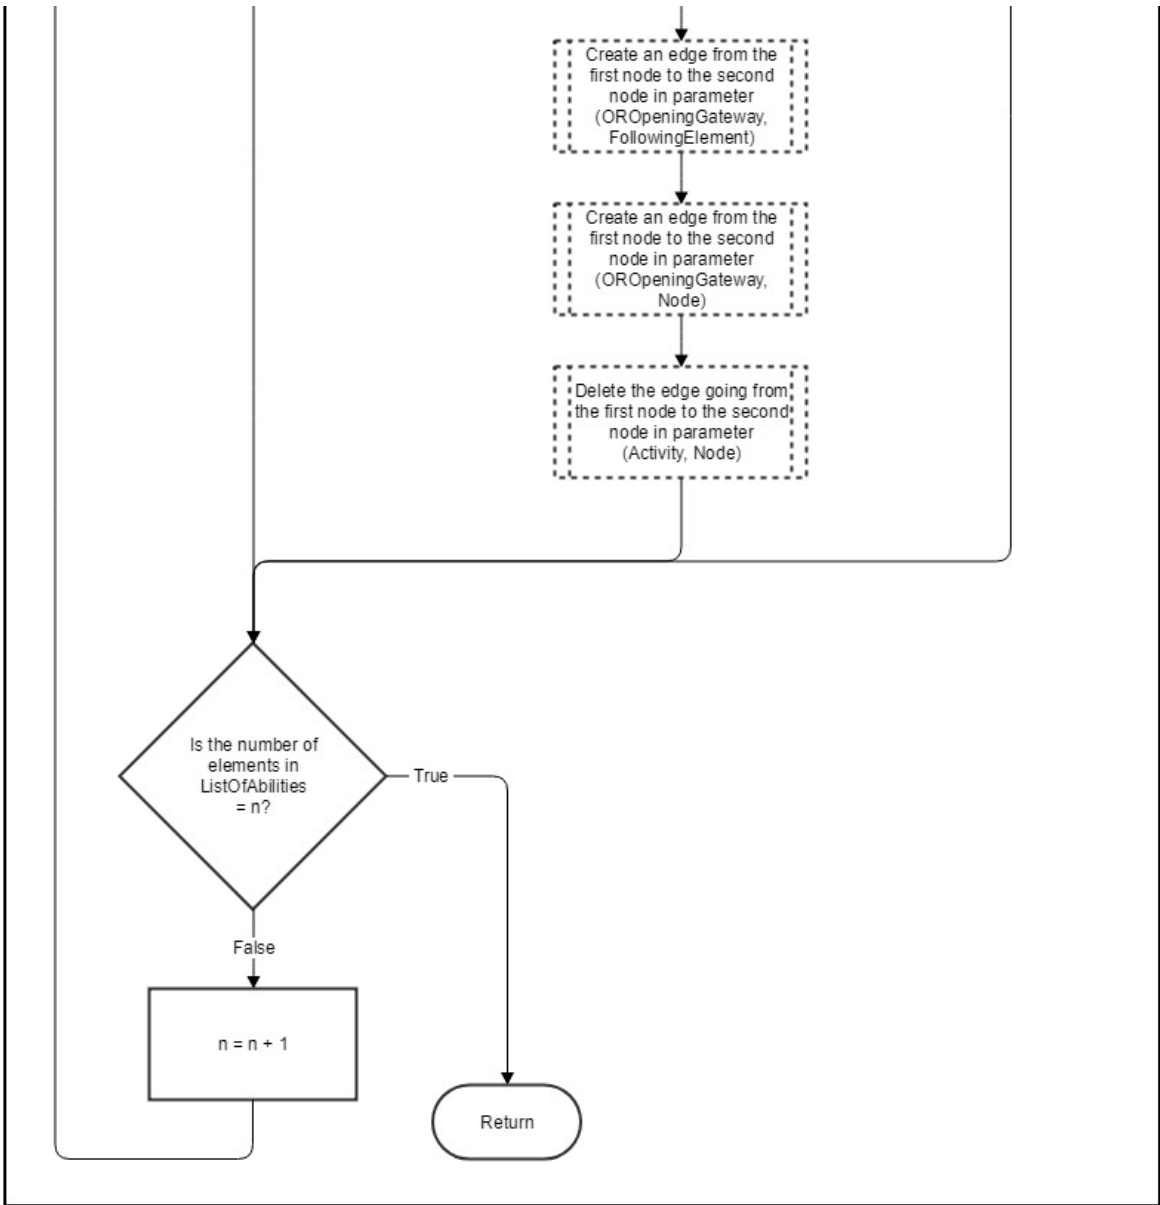 Create an edge from the
first node to the second
node in parameter
(OROpeningGateway,
FollowingElement)
Create an edge from the
first node to the second
node in parameter
(OROpeningGateway,
Node)
Delete the edge going from
the first node to the second
node in parameter
(Activity, Node)
Is the number of
elements in
ListOfAbilities
= n?
True
False
n = n + 1
Return